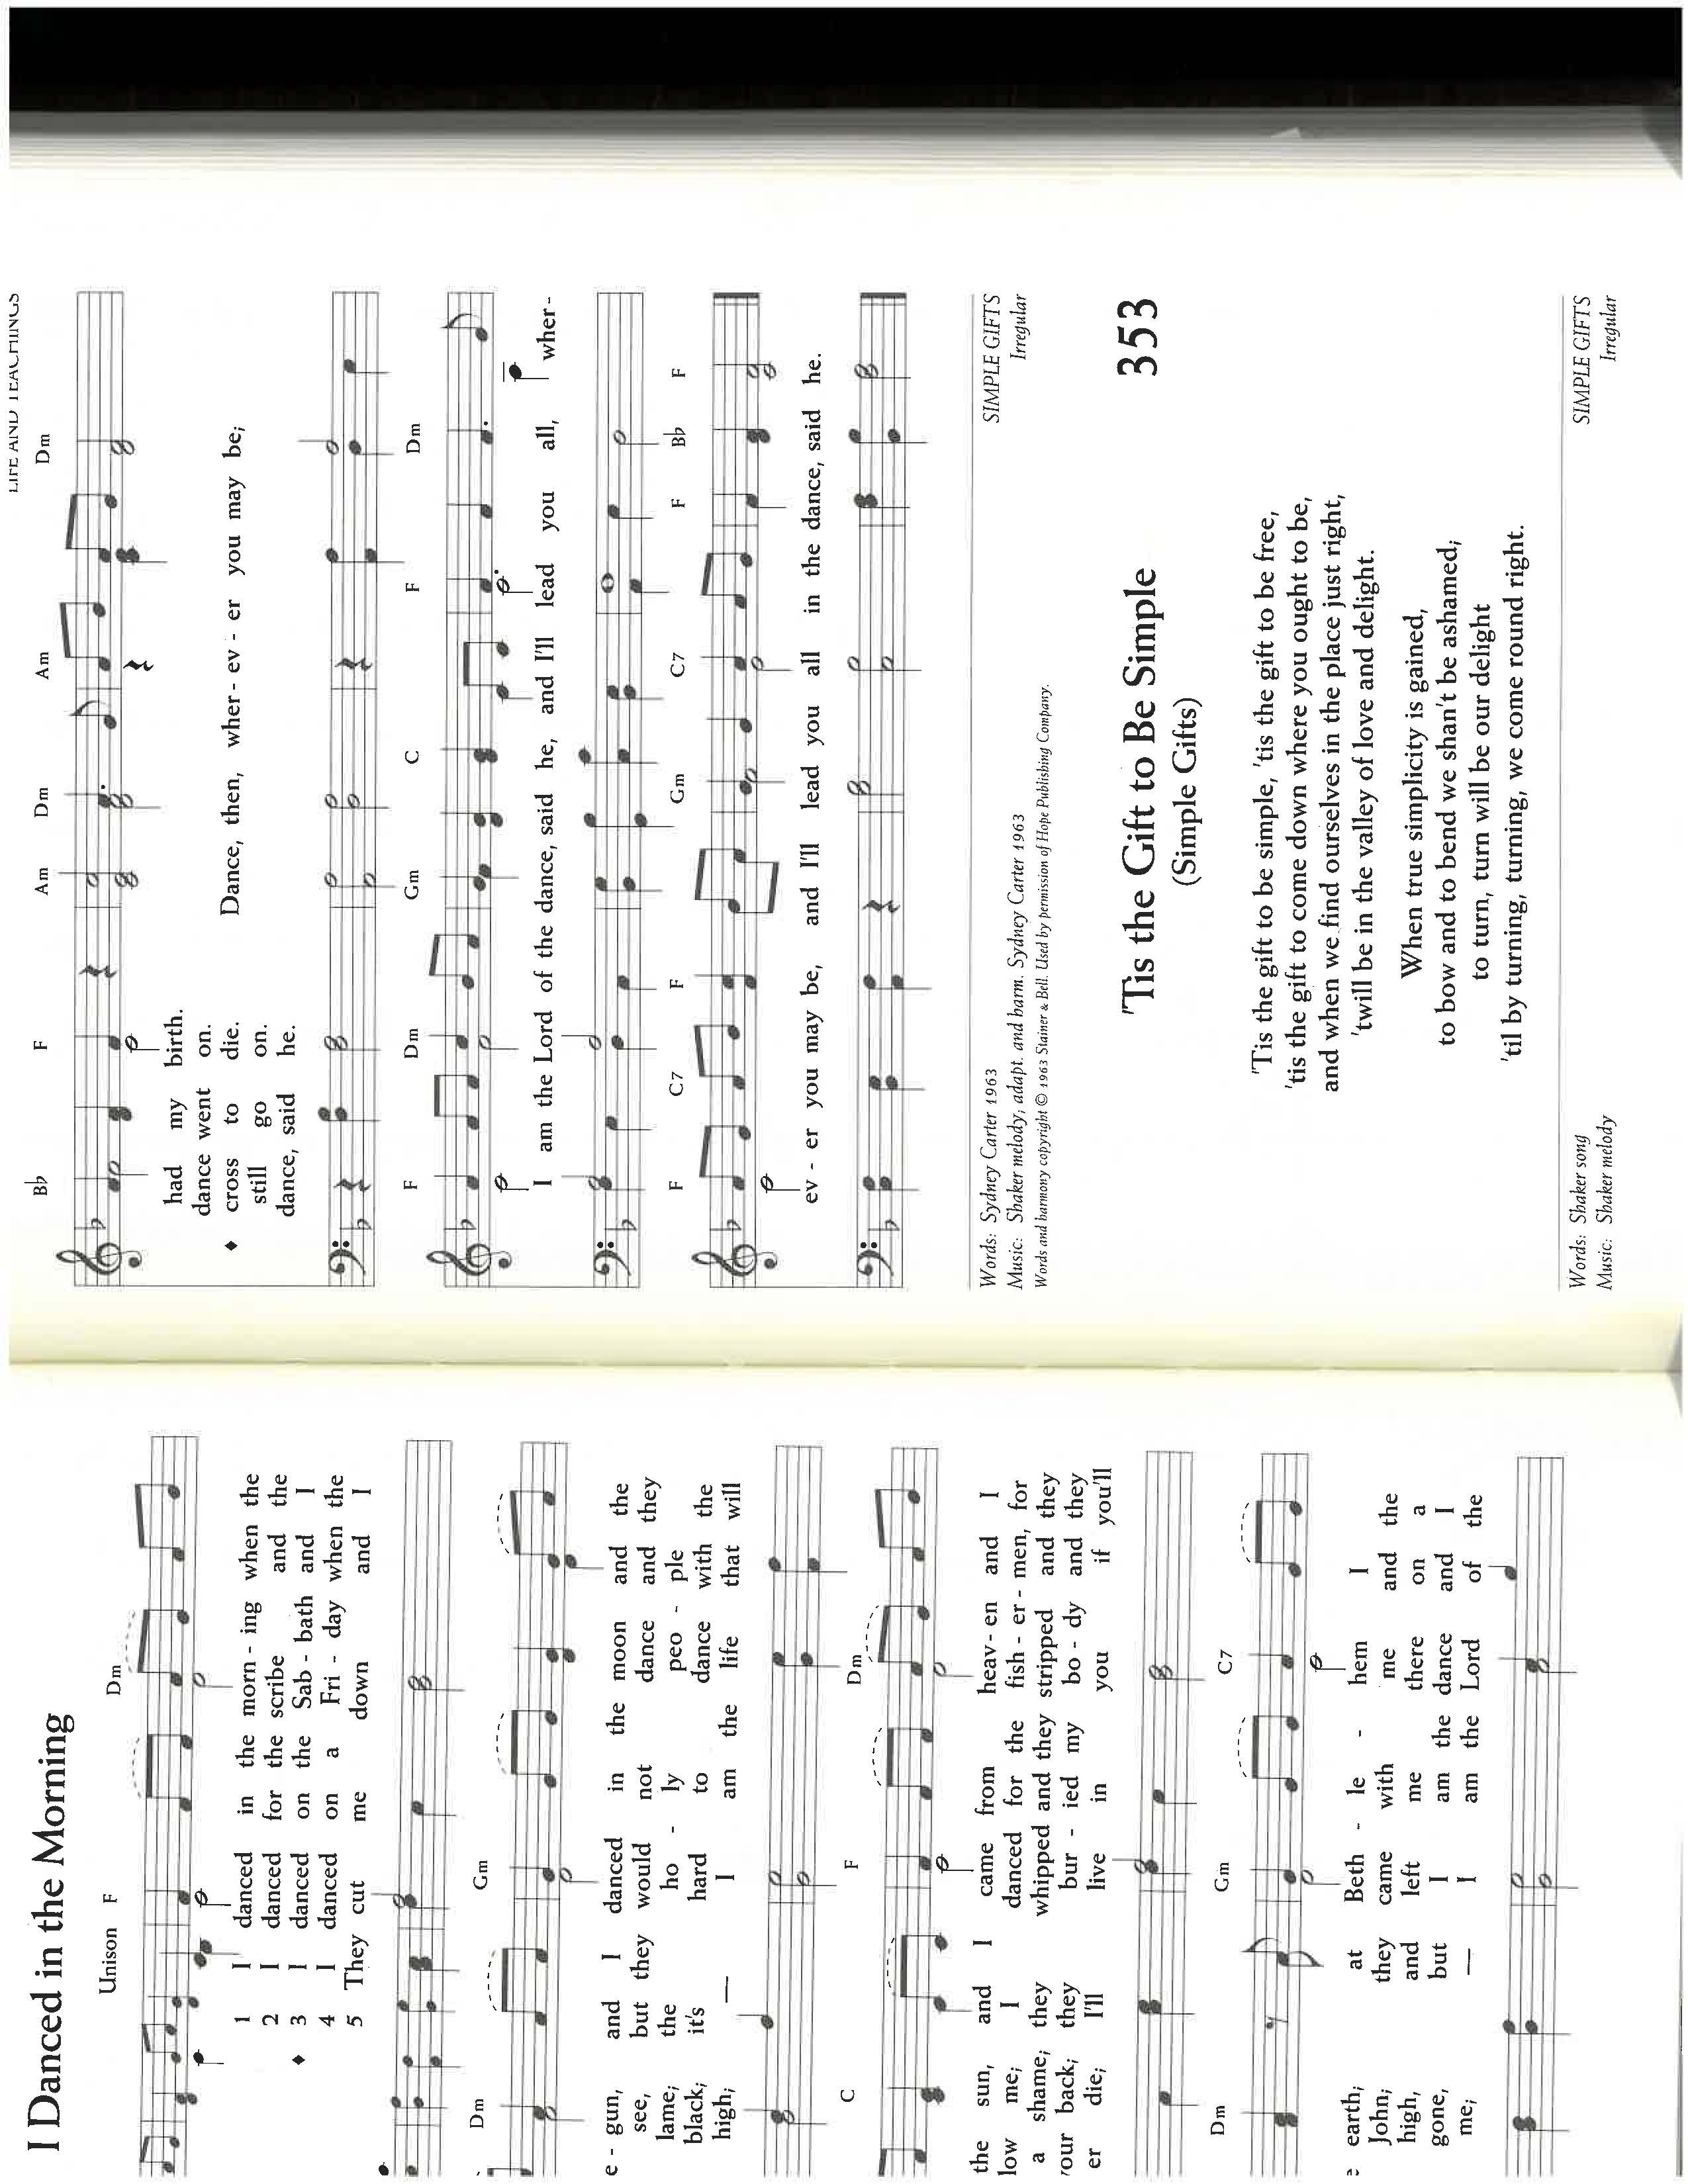 I Danced in the Morning
Unison F Dm
1 I danced in the morn - ing when the
2 I danced for the scribe and the
♦ 3 I danced on the Sab - bath and I
4 I danced on a Fri - day when the
5 They cut me down and I
Dm Gm
e - gun, and I danced in the moon and the
see, but they would not dance and they
lame; the ho - ly peo - ple
black; it's hard to dance with the
high; — I am the life that will
C F Dm
the sun, and I came from heav - en and I
low me; I danced for the fish - er - men, for
a shame; they whipped and they stripped and they
your back; they bur - ied my bo - dy and they
er die; I'll live in you if you'll
Dm Gm C7
earth; at Beth - le - hem I
John; they came with me and the
high, and left me there on a
gone, but I am the dance and I
me; — I am the Lord of the
LIFE AND TEACHINGS
B♭ F Am Dm Am Dm
had my birth.
dance went on.
♦ cross to die. Dance, then, wher - ev - er you may be;
still go on.
dance, said he.
F Dm Gm C F Dm
I am the Lord of the dance, said he, and I'll lead you all, wher -
F C7 F Gm C7 F B♭ F
ev - er you may be, and I'll lead you all in the dance, said he.
Words: Sydney Carter 1963 SIMPLE GIFTS
Music: Shaker melody; adapt. and harm. Sydney Carter 1963 Irregular
Words and harmony copyright © 1963 Stainer & Bell. Used by permission of Hope Publishing Company.
'Tis the Gift to Be Simple 353
(Simple Gifts)
'Tis the gift to be simple, 'tis the gift to be free,
'tis the gift to come down where you ought to be,
and when we find ourselves in the place just right,
'twill be in the valley of love and delight.
When true simplicity is gained,
to bow and to bend we shan't be ashamed;
to turn, turn will be our delight
'til by turning, turning, we come round right.
Words: Shaker song SIMPLE GIFTS
Music: Shaker melody Irregular